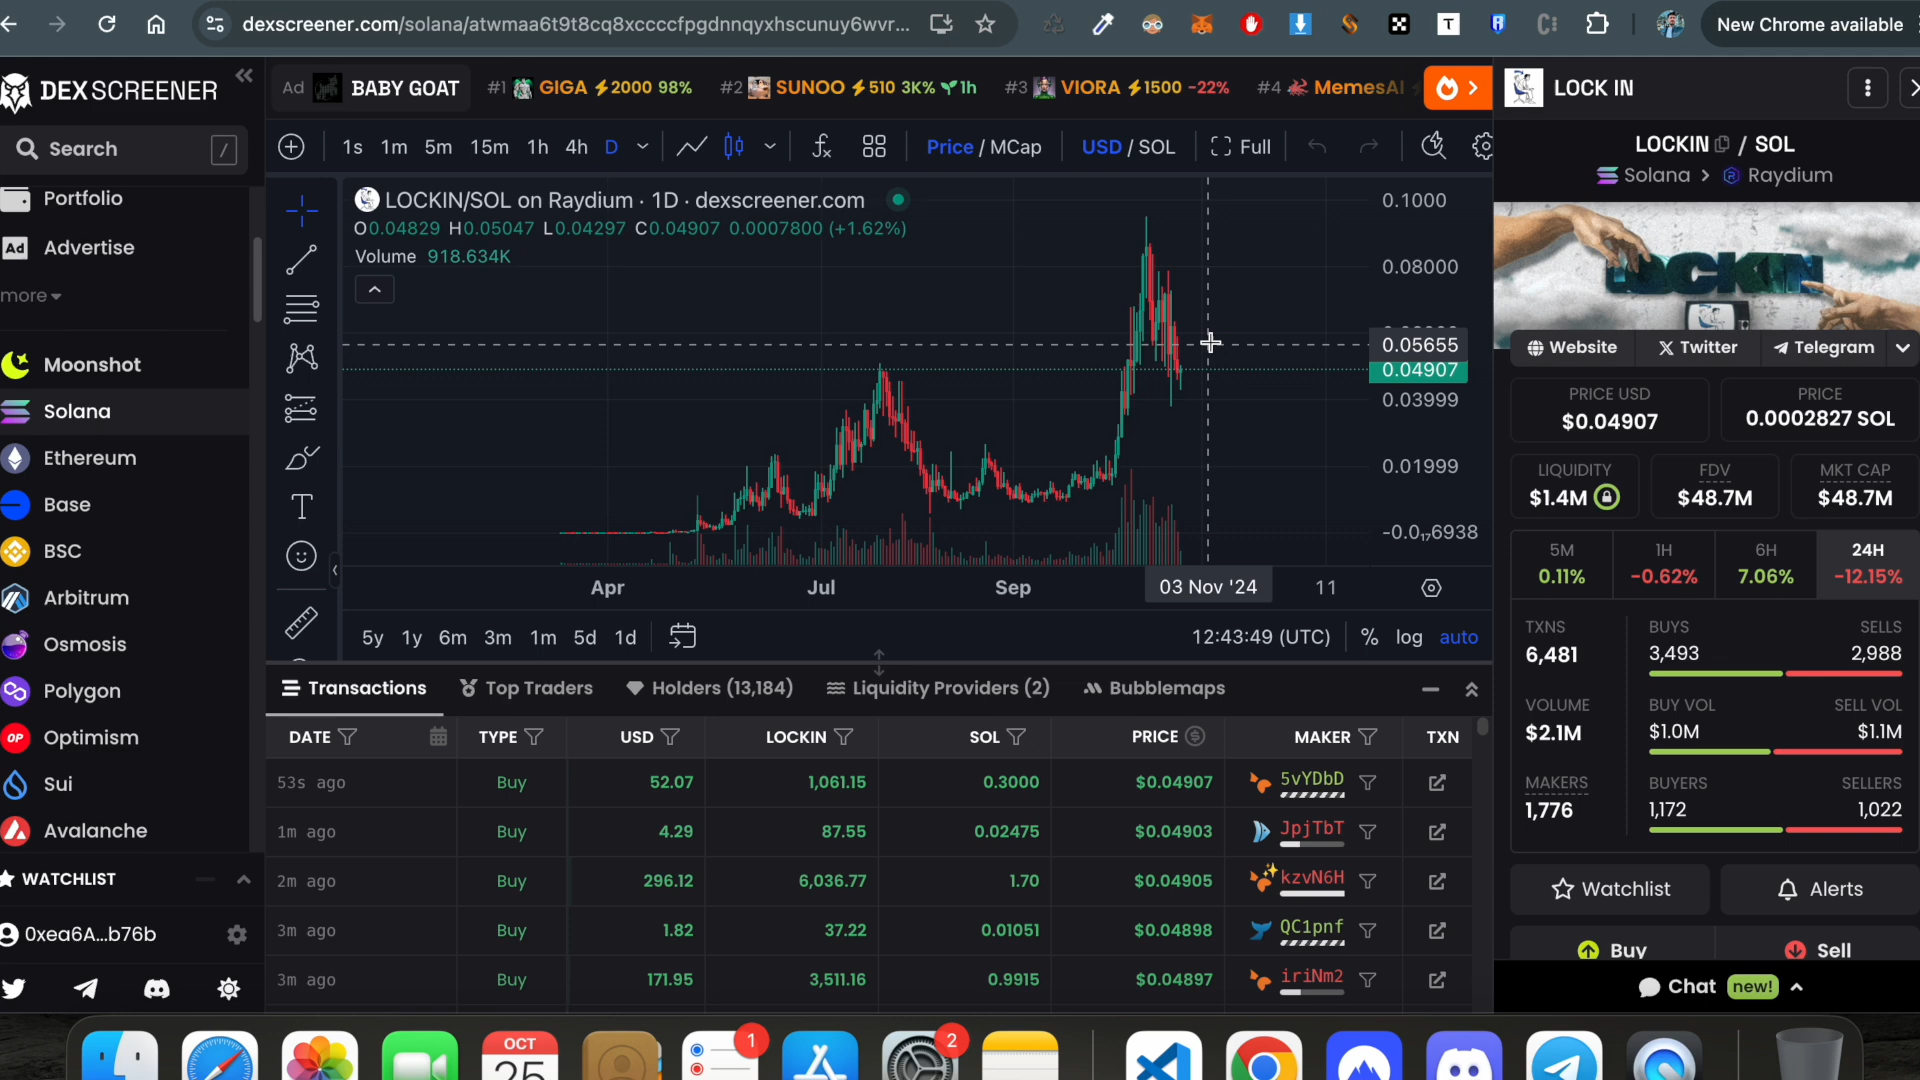 dexscreener.com/solana/atwmaa6t9t8cq8xccccfpgdnnqyxhscunuy6wvr...
New Chrome available
DEX SCREENER
Ad BABY GOAT #1 GIGA 2000 98% #2 SUNOO 510 3K% 1h #3 VIORA 1500 -22% #4 MemesAI
LOCK IN
Search /
Portfolio
Ad Advertise
more
Moonshot
Solana
Ethereum
Base
BSC
Arbitrum
Osmosis
Polygon
OP Optimism
Sui
Avalanche
WATCHLIST
0xea6A...b76b
1s 1m 5m 15m 1h 4h D Price / MCap USD / SOL Full
LOCKIN/SOL on Raydium · 1D · dexscreener.com
O0.04829 H0.05047 L0.04297 C0.04907 0.0007800 (+1.62%)
Volume 918.634K
0.1000
0.08000
0.05655
0.04907
0.03999
0.01999
-0.0₁₇6938
Apr Jul Sep 03 Nov '24 11
5y 1y 6m 3m 1m 5d 1d 12:43:49 (UTC) % log auto
Transactions Top Traders Holders (13,184) Liquidity Providers (2) Bubblemaps
DATE TYPE USD LOCKIN SOL PRICE MAKER TXN
53s ago Buy 52.07 1,061.15 0.3000 $0.04907 5vYDbD
1m ago Buy 4.29 87.55 0.02475 $0.04903 JpjTbT
2m ago Buy 296.12 6,036.77 1.70 $0.04905 kzvN6H
3m ago Buy 1.82 37.22 0.01051 $0.04898 QC1pnf
3m ago Buy 171.95 3,511.16 0.9915 $0.04897 iriNm2
LOCKIN / SOL
Solana > Raydium
LOCKIN
Website Twitter Telegram
PRICE USD
$0.04907
PRICE
0.0002827 SOL
LIQUIDITY
$1.4M
FDV
$48.7M
MKT CAP
$48.7M
5M 1H 6H 24H
0.11% -0.62% 7.06% -12.15%
TXNS
6,481
BUYS SELLS
3,493 2,988
VOLUME
$2.1M
BUY VOL SELL VOL
$1.0M $1.1M
MAKERS
1,776
BUYERS SELLERS
1,172 1,022
Watchlist Alerts
Buy Sell
Chat new!
OCT
25
1
2